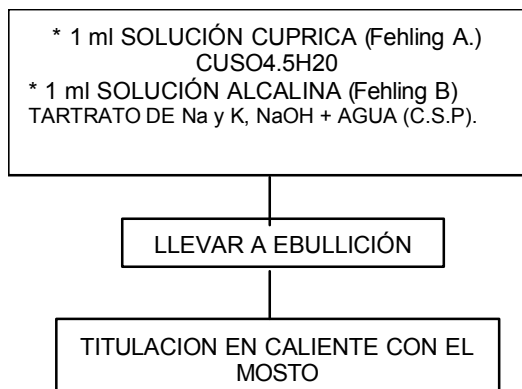 * 1 ml SOLUCIÓN CUPRICA (Fehling A.)
CUSO4.5H20
* 1 ml SOLUCIÓN ALCALINA (Fehling B)
TARTRATO DE Na y K, NaOH + AGUA (C.S.P).
LLEVAR A EBULLICIÓN
TITULACION EN CALIENTE CON EL
MOSTO